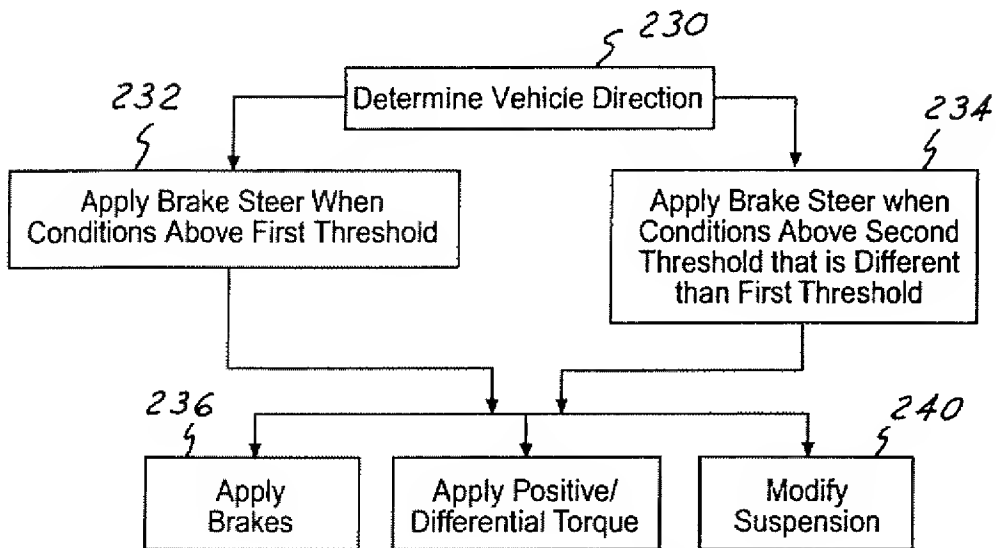 230
Determine Vehicle Direction
232
234
Apply Brake Steer When
Conditions Above First Threshold
Apply Brake Steer when
Conditions Above Second
Threshold that is Different
than First Threshold
236
240
Apply
Brakes
Apply Positive/
Differential Torque
Modify
Suspension